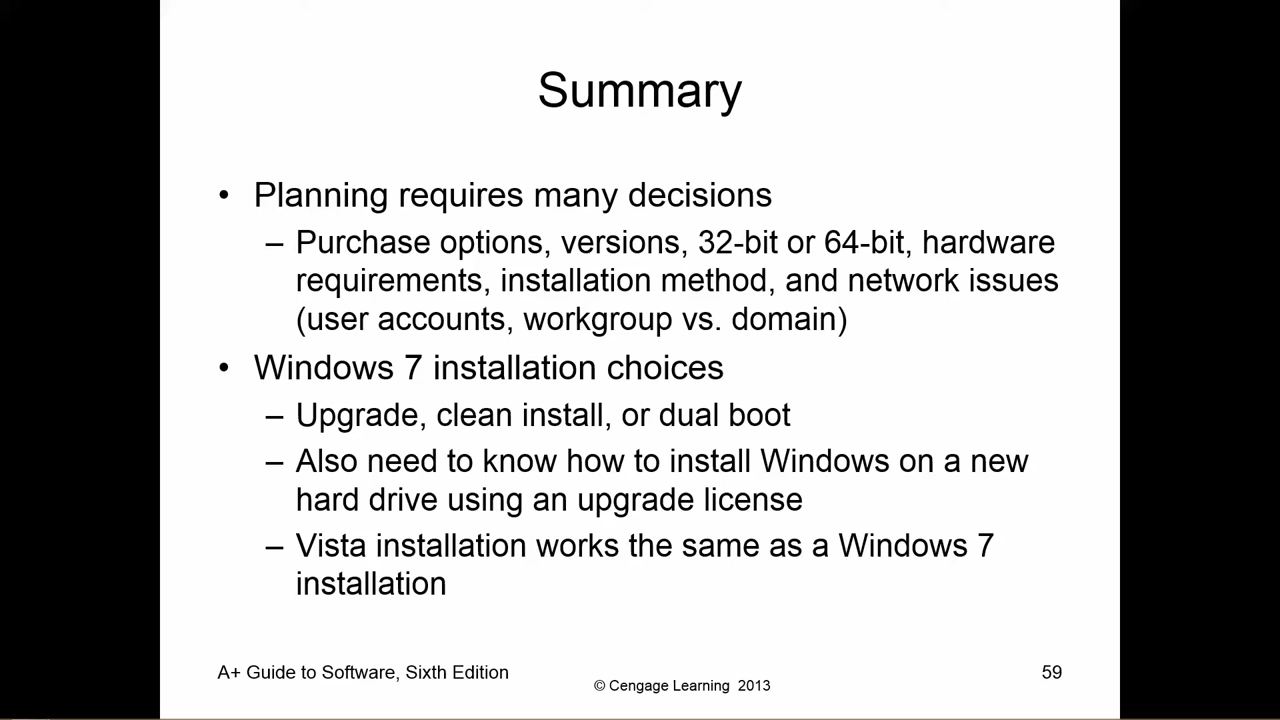 Summary
• Planning requires many decisions
– Purchase options, versions, 32-bit or 64-bit, hardware
requirements, installation method, and network issues
(user accounts, workgroup vs. domain)
• Windows 7 installation choices
– Upgrade, clean install, or dual boot
– Also need to know how to install Windows on a new
hard drive using an upgrade license
– Vista installation works the same as a Windows 7
installation
A+ Guide to Software, Sixth Edition
© Cengage Learning 2013
59